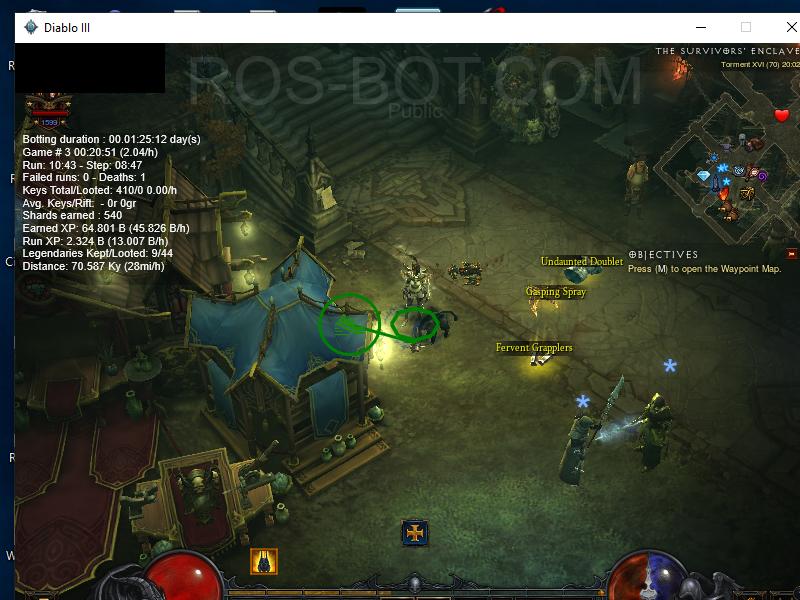 Diablo III
THE SURVIVORS' ENCLAVE
Torment XVI (70) 20:02
ROS-BOT.COM
Public
1599
Botting duration : 00.01:25:12 day(s)
Game # 3 00:20:51 (2.04/h)
Run: 10:43 - Step: 08:47
Failed runs: 0 - Deaths: 1
Keys Total/Looted: 410/0 0.00/h
Avg. Keys/Rift: - 0r 0gr
Shards earned : 540
Earned XP: 64.801 B (45.826 B/h)
Run XP: 2.324 B (13.007 B/h)
Legendaries Kept/Looted: 9/44
Distance: 70.587 Ky (28mi/h)
OBJECTIVES
Press (M) to open the Waypoint Map.
Undaunted Doublet
Gasping Spray
Fervent Grapplers
R
F
C
R
W